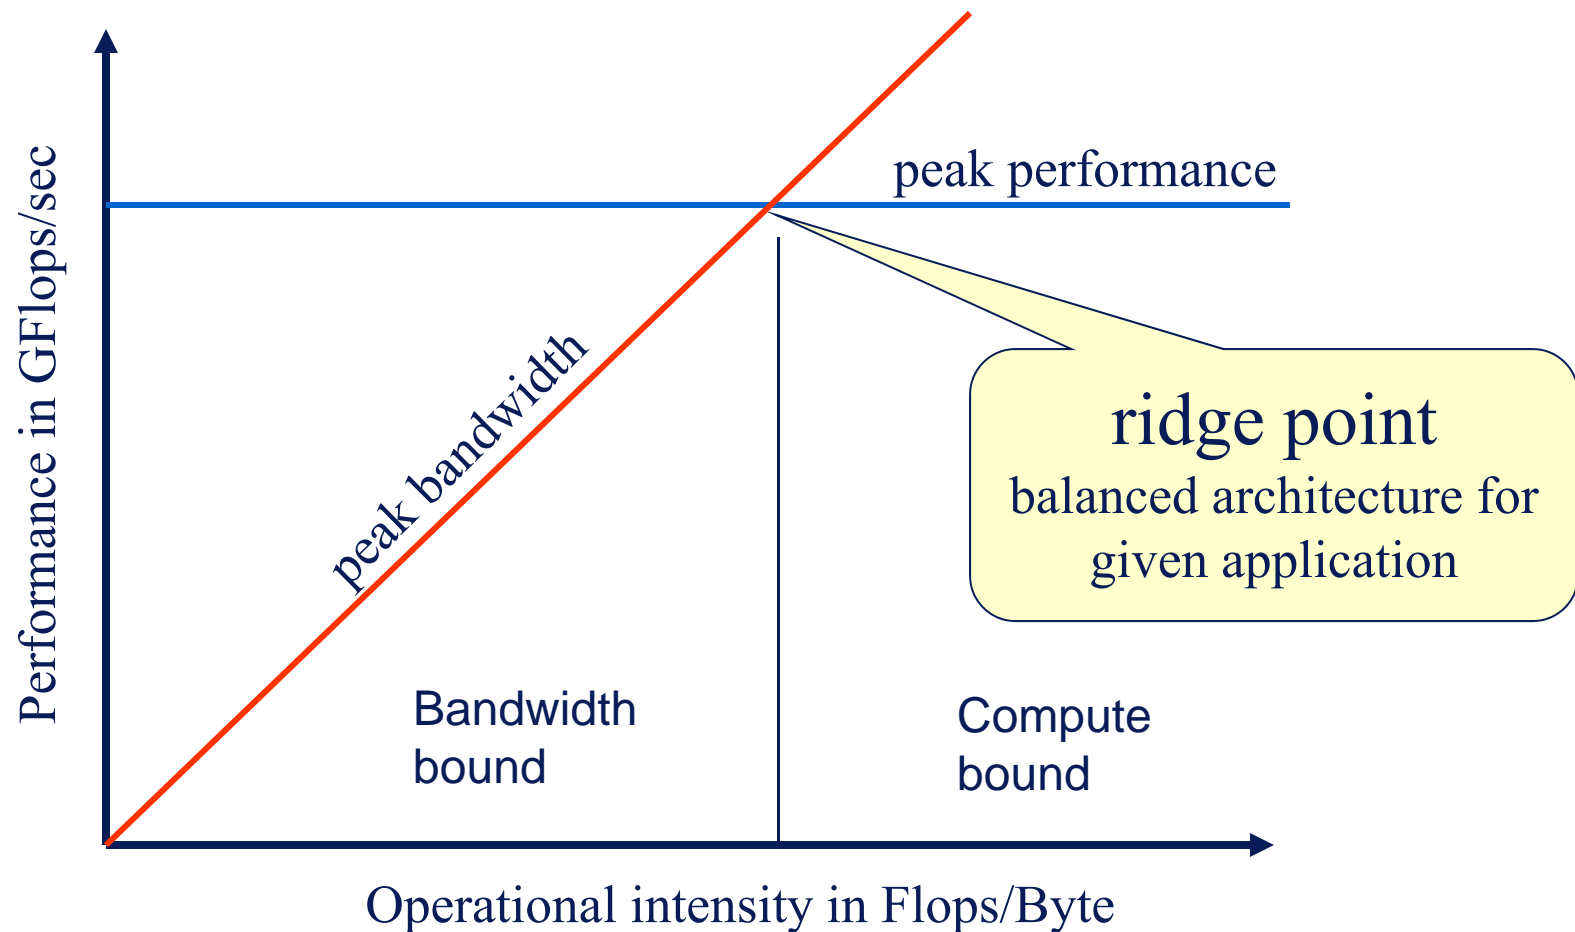 Performance in GFlops/sec
peak performance
peak bandwidth
ridge point
balanced architecture for
given application
Bandwidth
bound
Compute
bound
Operational intensity in Flops/Byte